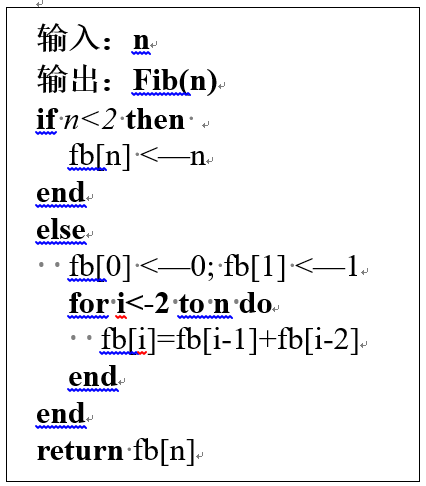 输入：n
输出：Fib(n)
if n<2 then
fb[n] <—n
end
else
fb[0] <—0; fb[1] <—1
for i<-2 to n do
fb[i]=fb[i-1]+fb[i-2]
end
end
return fb[n]